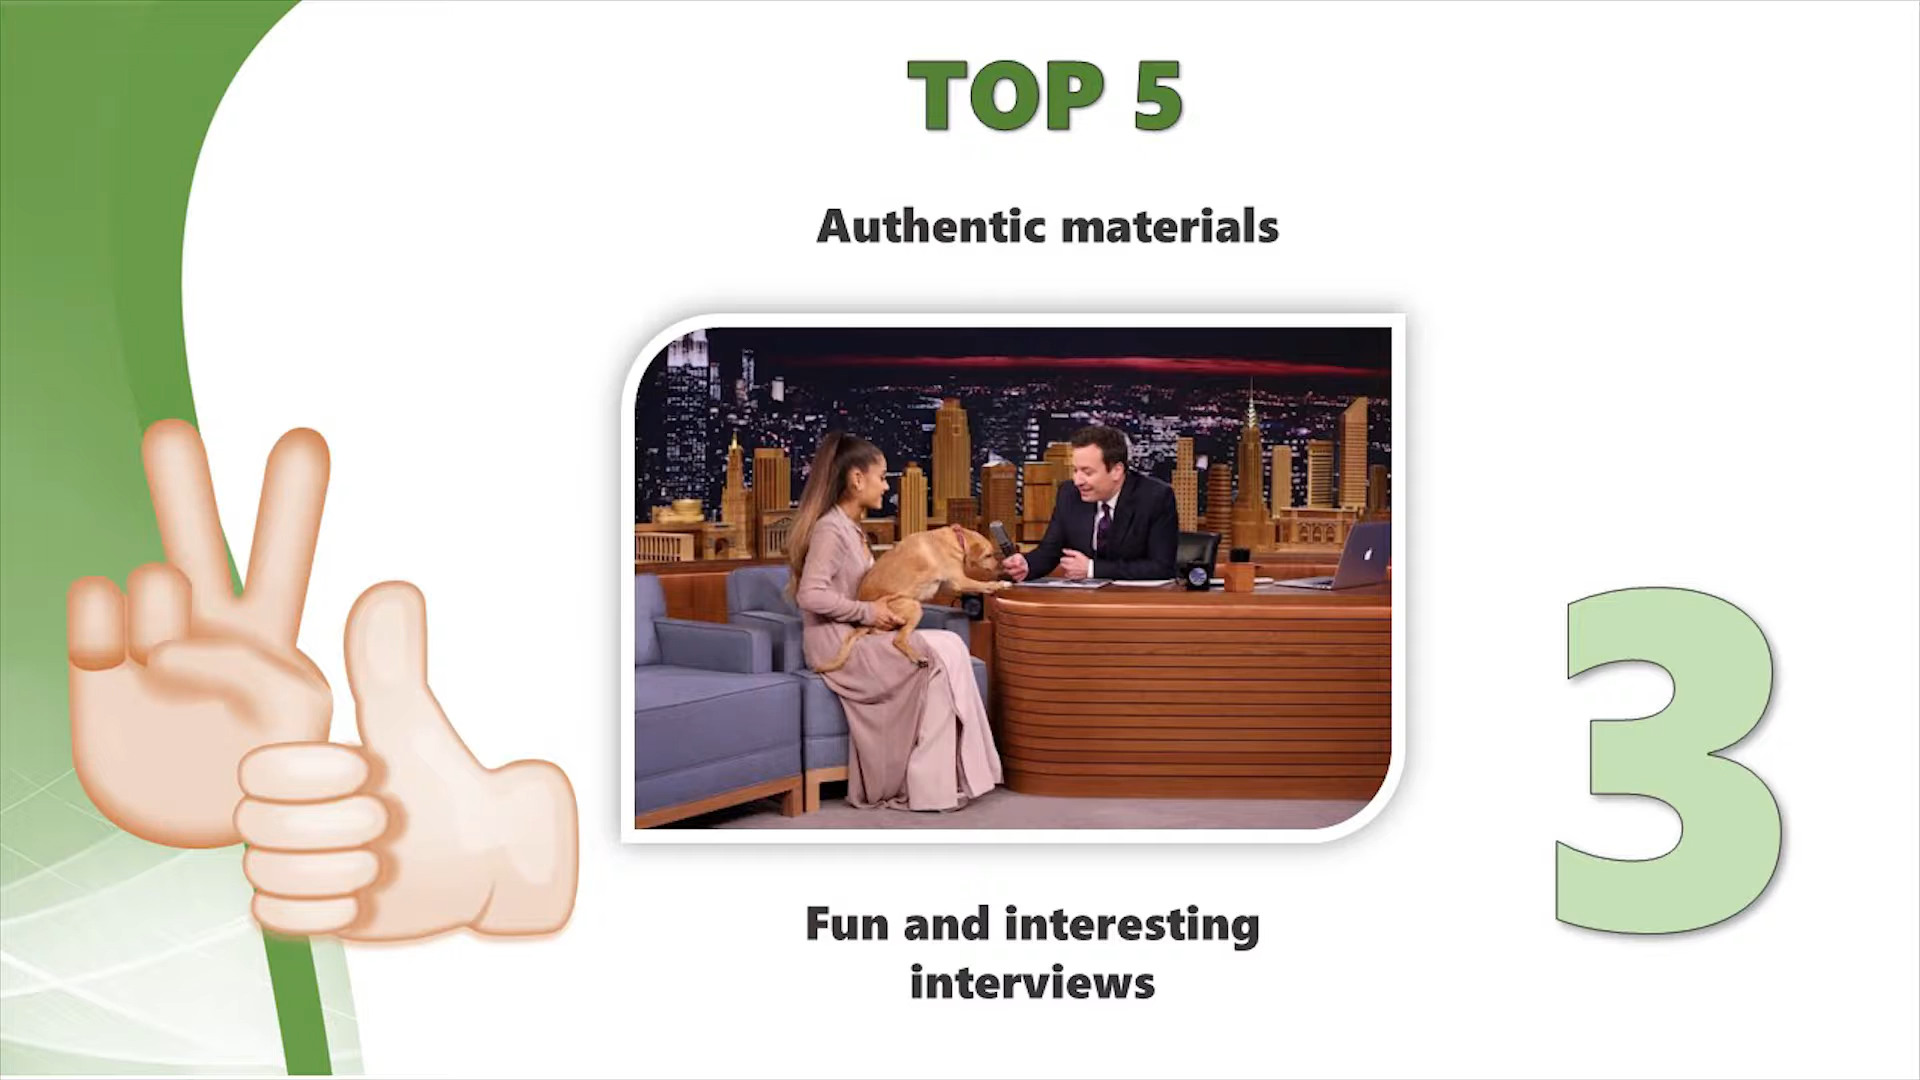 TOP 5
Authentic materials
3
Fun and interesting
interviews